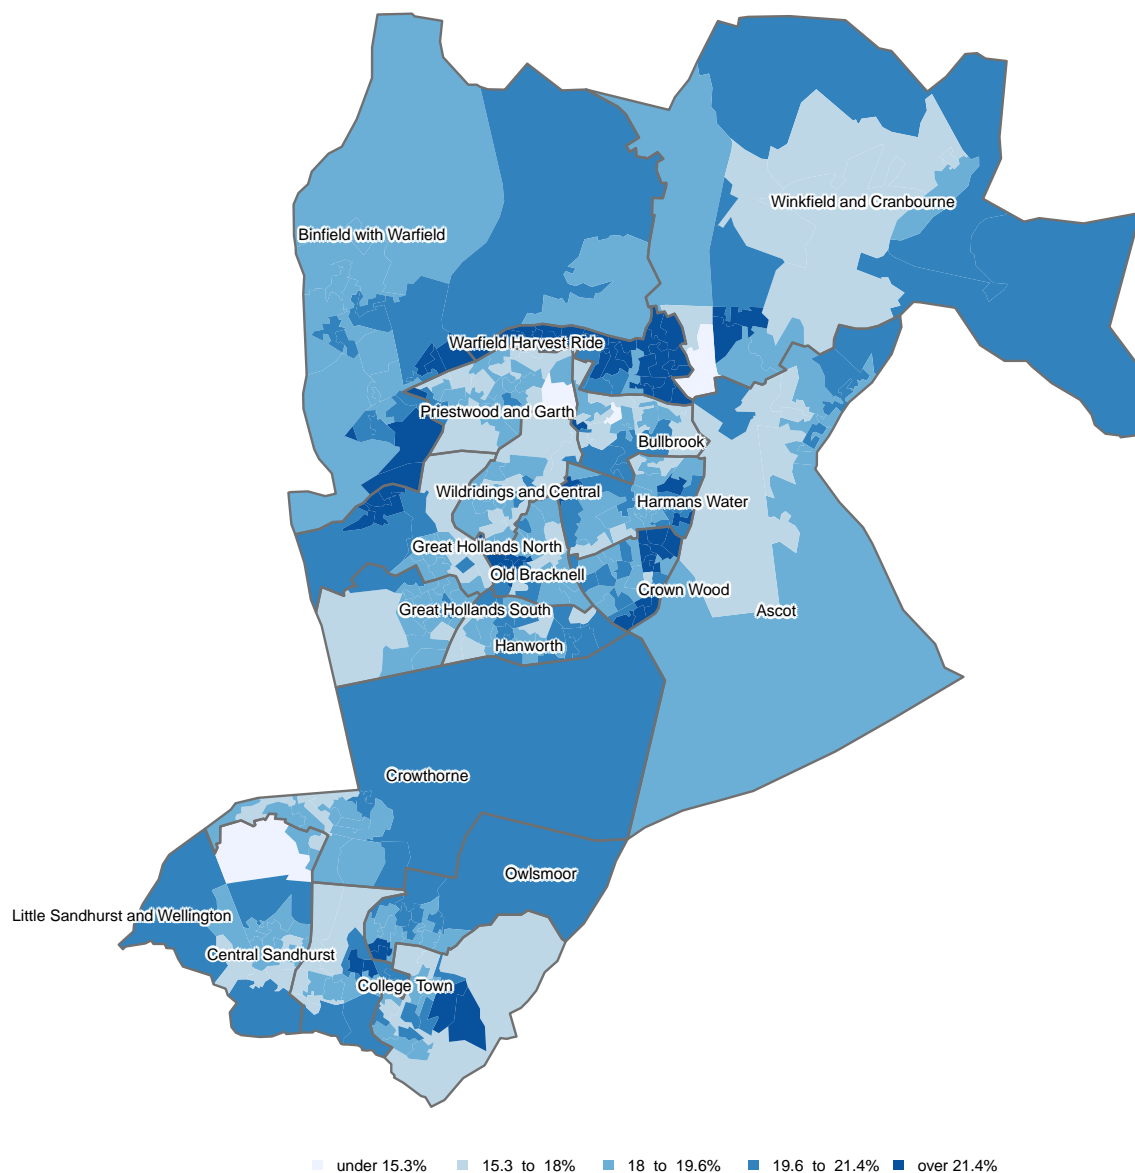 Winkfield and Cranbourne
Binfield with Warfield
Warfield Harvest Ride
Priestwood and Garth
Bullbrook
Wildridings and Central
Harmans Water
Great Hollands North
Old Bracknell
Crown Wood
Great Hollands South
Ascot
Hanworth
Crowthorne
Owlsmoor
Little Sandhurst and Wellington
Central Sandhurst
College Town
under 15.3% 15.3 to 18% 18 to 19.6% 19.6 to 21.4% over 21.4%